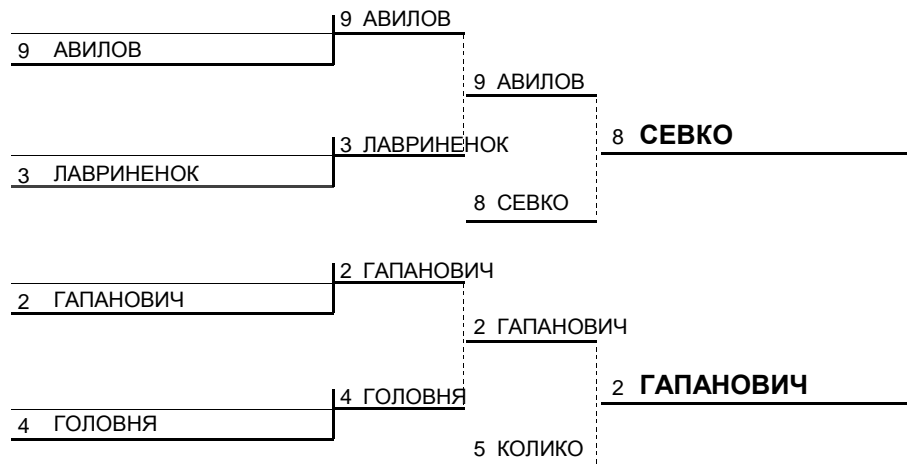 9 АВИЛОВ
9 АВИЛОВ
9 АВИЛОВ
3 ЛАВРИНЕНОК
8 СЕВКО
3 ЛАВРИНЕНОК
8 СЕВКО
2 ГАПАНОВИЧ
2 ГАПАНОВИЧ
2 ГАПАНОВИЧ
2 ГАПАНОВИЧ
4 ГОЛОВНЯ
4 ГОЛОВНЯ
5 КОЛИКО